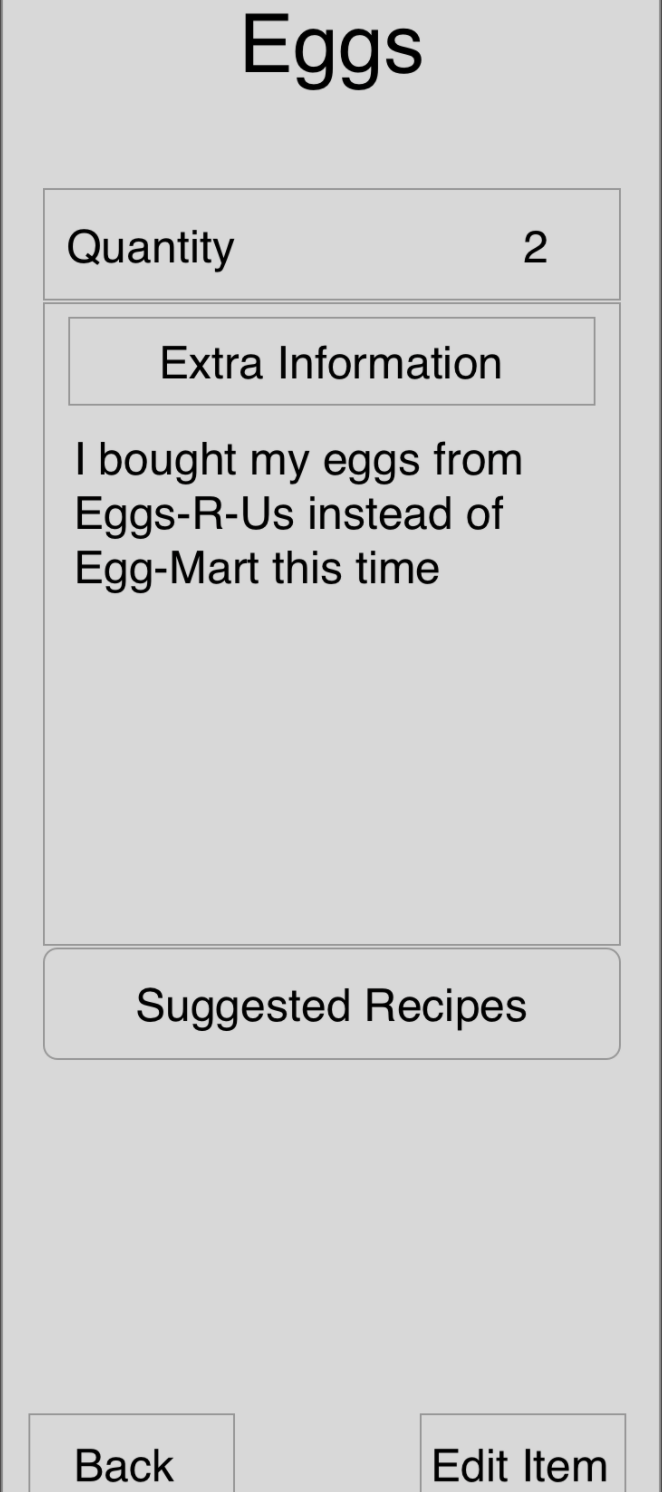 Eggs
Quantity 2
Extra Information
I bought my eggs from
Eggs-R-Us instead of
Egg-Mart this time
Suggested Recipes
Back Edit Item